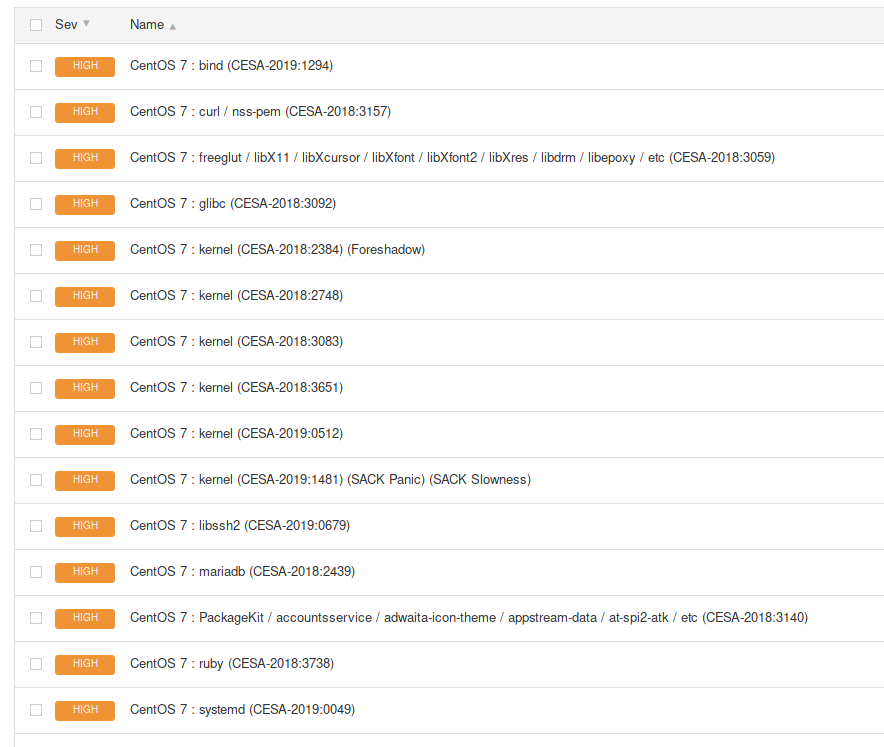 Sev ▼ Name ▲
HIGH CentOS 7 : bind (CESA-2019:1294)
HIGH CentOS 7 : curl / nss-pem (CESA-2018:3157)
HIGH CentOS 7 : freeglut / libX11 / libXcursor / libXfont / libXfont2 / libXres / libdrm / libepoxy / etc (CESA-2018:3059)
HIGH CentOS 7 : glibc (CESA-2018:3092)
HIGH CentOS 7 : kernel (CESA-2018:2384) (Foreshadow)
HIGH CentOS 7 : kernel (CESA-2018:2748)
HIGH CentOS 7 : kernel (CESA-2018:3083)
HIGH CentOS 7 : kernel (CESA-2018:3651)
HIGH CentOS 7 : kernel (CESA-2019:0512)
HIGH CentOS 7 : kernel (CESA-2019:1481) (SACK Panic) (SACK Slowness)
HIGH CentOS 7 : libssh2 (CESA-2019:0679)
HIGH CentOS 7 : mariadb (CESA-2018:2439)
HIGH CentOS 7 : PackageKit / accountsservice / adwaita-icon-theme / appstream-data / at-spi2-atk / etc (CESA-2018:3140)
HIGH CentOS 7 : ruby (CESA-2018:3738)
HIGH CentOS 7 : systemd (CESA-2019:0049)